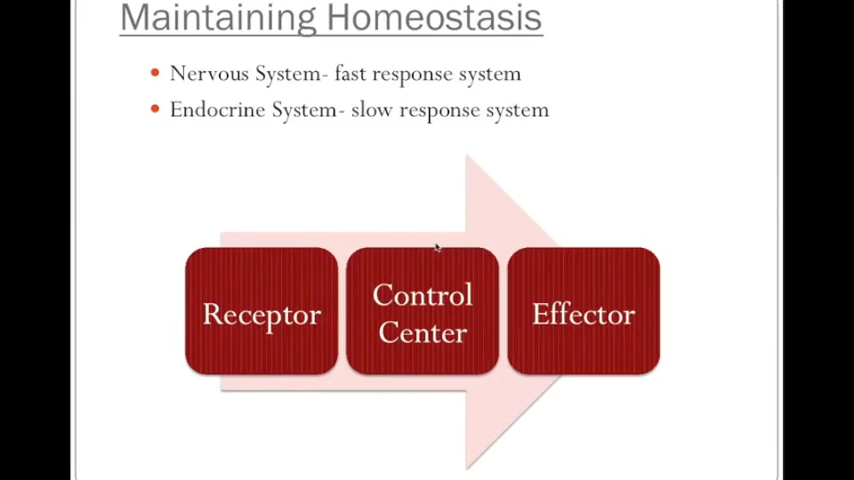 Maintaining Homeostasis
Nervous System- fast response system
Endocrine System- slow response system
Receptor
Control
Center
Effector